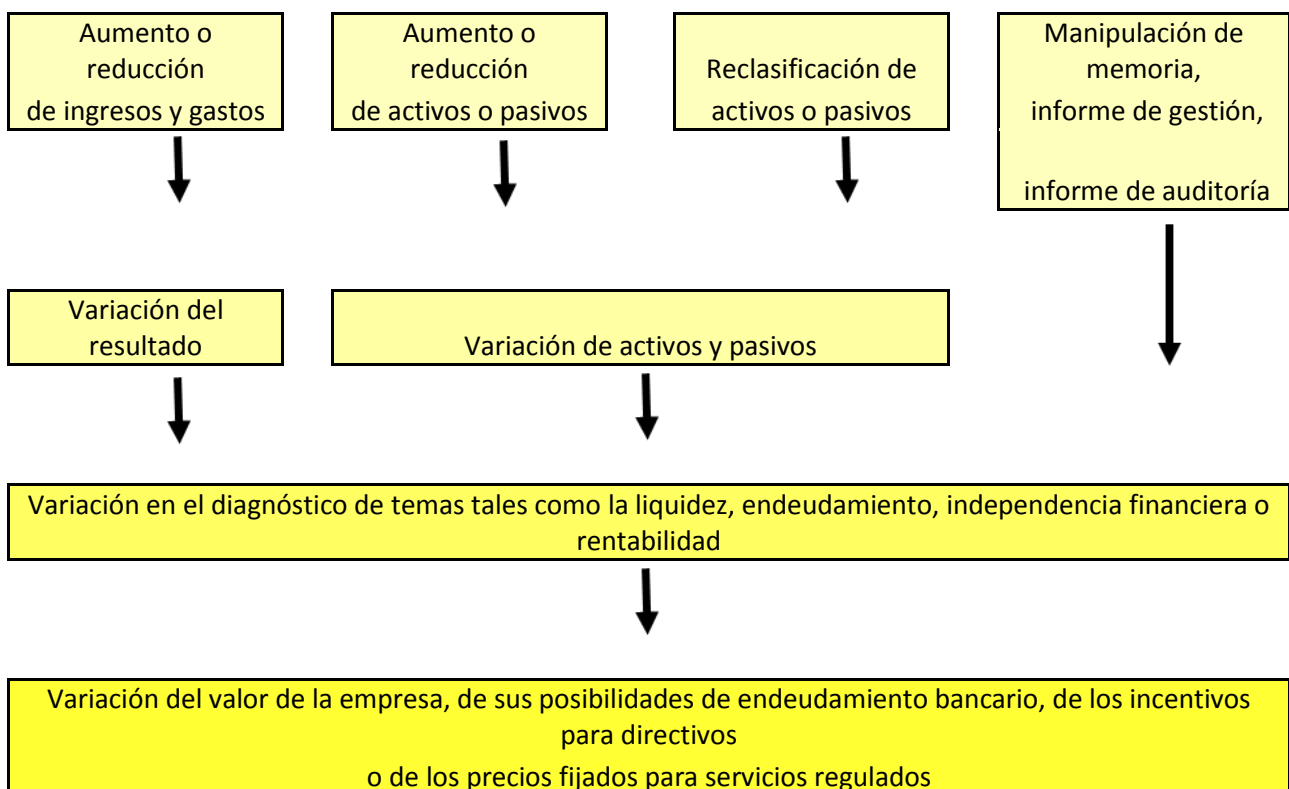 Aumento o
reducción
de ingresos y gastos
Aumento o
reducción
de activos o pasivos
Reclasificación de
activos o pasivos
Manipulación de
memoria,
informe de gestión,
informe de auditoría
Variación del
resultado
Variación de activos y pasivos
Variación en el diagnóstico de temas tales como la liquidez, endeudamiento, independencia financiera o
rentabilidad
Variación del valor de la empresa, de sus posibilidades de endeudamiento bancario, de los incentivos
para directivos
o de los precios fijados para servicios regulados